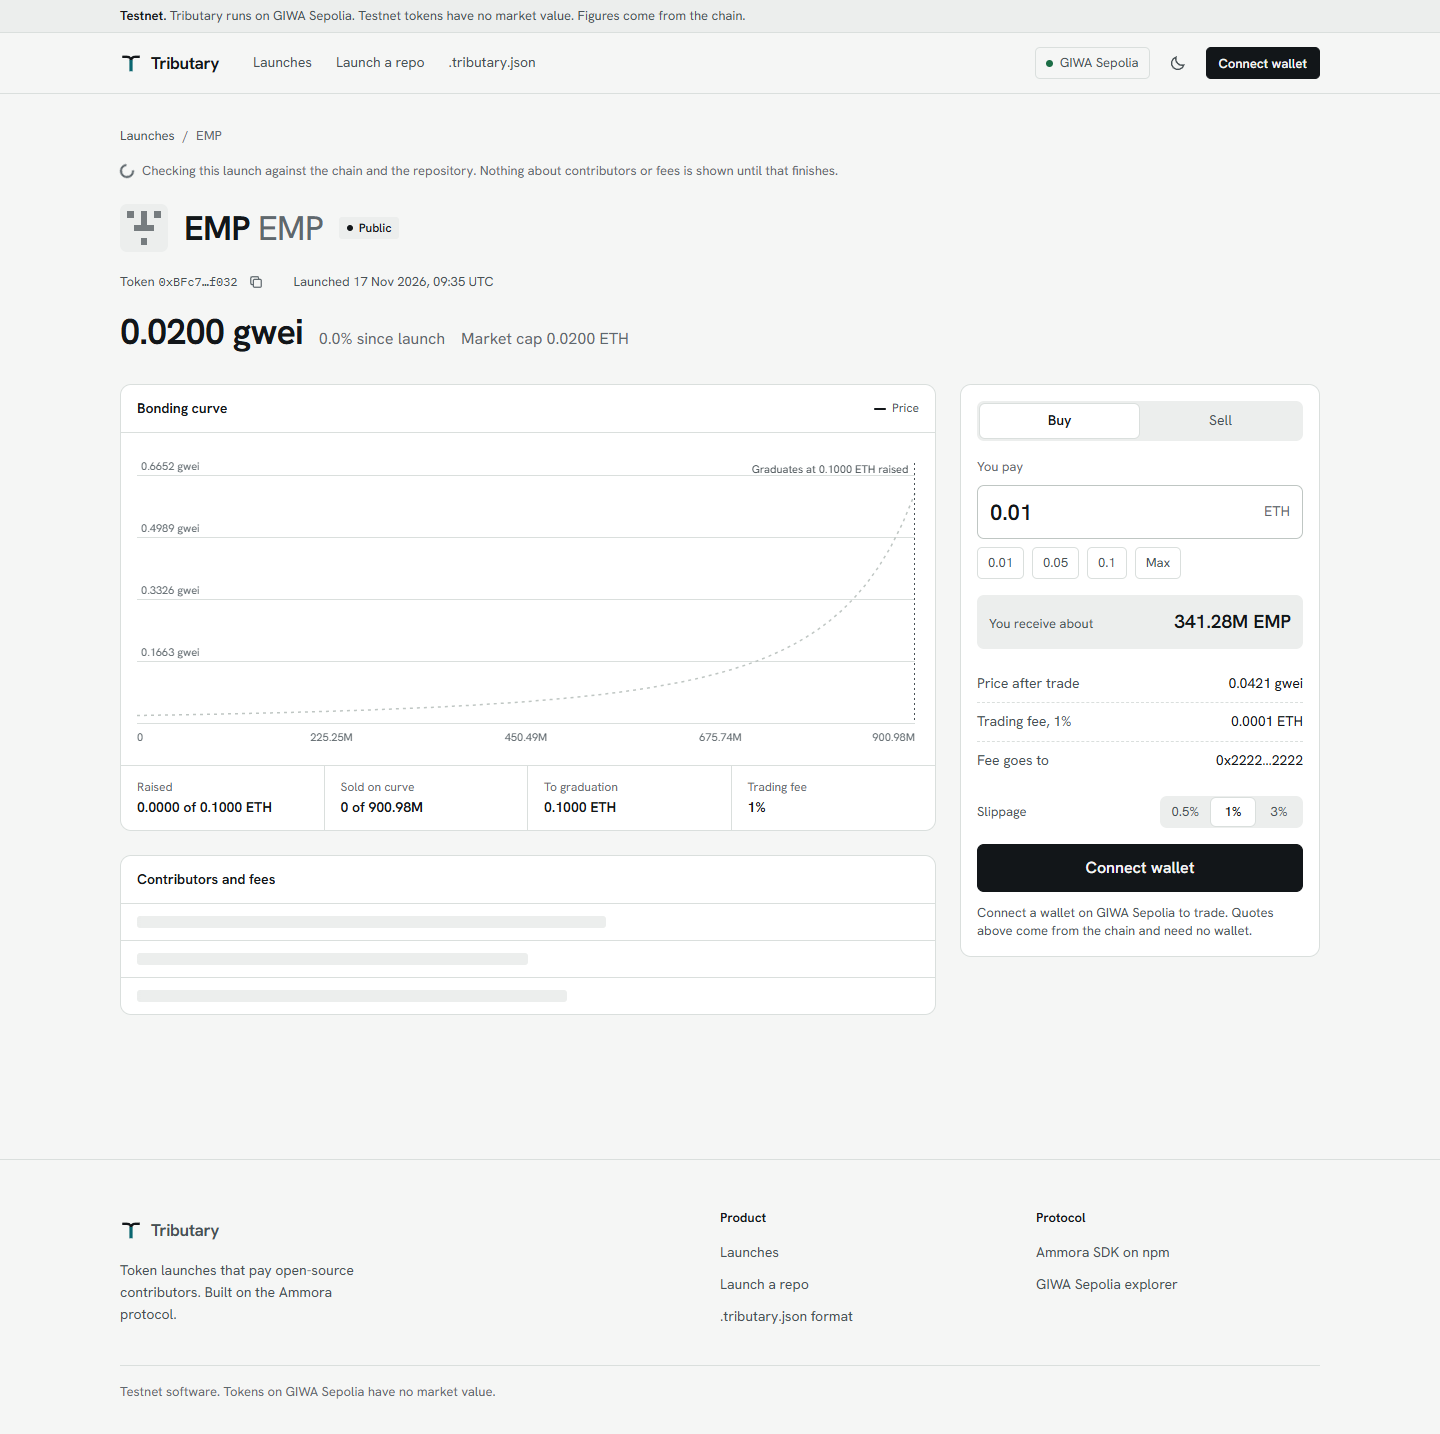 Testnet. Tributary runs on GIWA Sepolia. Testnet tokens have no market value. Figures come from the chain.
Tributary
Launches
Launch a repo
.tributary.json
GIWA Sepolia
Connect wallet
Launches / EMP
Checking this launch against the chain and the repository. Nothing about contributors or fees is shown until that finishes.
EMP EMP
Public
Token 0xBFc7…f032
Launched 17 Nov 2026, 09:35 UTC
0.0200 gwei
0.0% since launch
Market cap 0.0200 ETH
Bonding curve
Price
0.6652 gwei
Graduates at 0.1000 ETH raised
0.4989 gwei
0.3326 gwei
0.1663 gwei
0
225.25M
450.49M
675.74M
900.98M
Raised
0.0000 of 0.1000 ETH
Sold on curve
0 of 900.98M
To graduation
0.1000 ETH
Trading fee
1%
Contributors and fees
Buy
Sell
You pay
0.01
ETH
0.01
0.05
0.1
Max
You receive about
341.28M EMP
Price after trade
0.0421 gwei
Trading fee, 1%
0.0001 ETH
Fee goes to
0x2222…2222
Slippage
0.5%
1%
3%
Connect wallet
Connect a wallet on GIWA Sepolia to trade. Quotes
above come from the chain and need no wallet.
Tributary
Token launches that pay open-source
contributors. Built on the Ammora
protocol.
Product
Launches
Launch a repo
.tributary.json format
Protocol
Ammora SDK on npm
GIWA Sepolia explorer
Testnet software. Tokens on GIWA Sepolia have no market value.